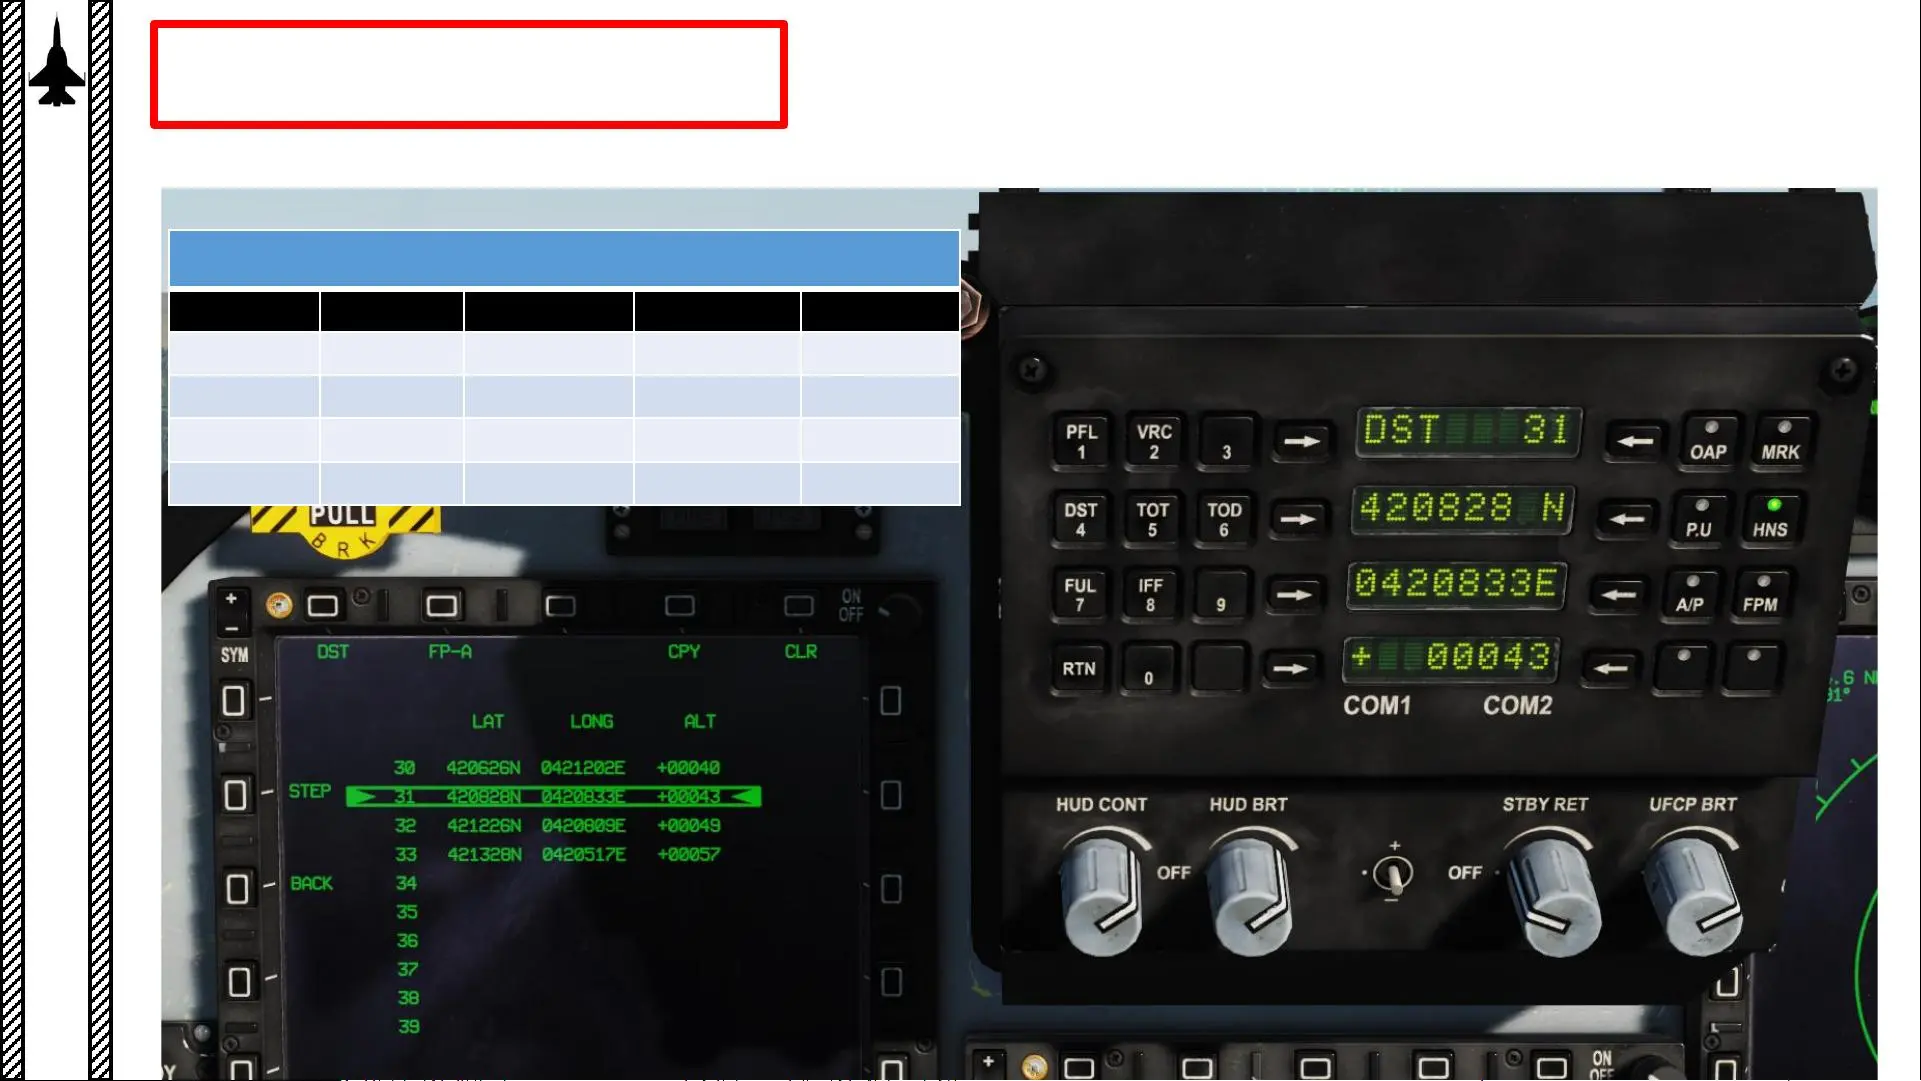 PULL
BRK
ON
OFF
+
–
SYM
DST FP-A CPY CLR
LAT LONG ALT
30 420626N 0421202E +00040
STEP 31 420828N 0420833E +00043
32 421226N 0420809E +00049
33 421328N 0420517E +00057
BACK 34
35
36
37
38
39
PFL 1 VRC 2 3 DST 31 OAP MRK
DST 4 TOT 5 TOD 6 420828 N P.U HNS
FUL 7 IFF 8 9 0420833E A/P FPM
RTN 0 + 00043
COM1 COM2
HUD CONT HUD BRT STBY RET UFCP BRT
OFF + – OFF
+
ON
OFF